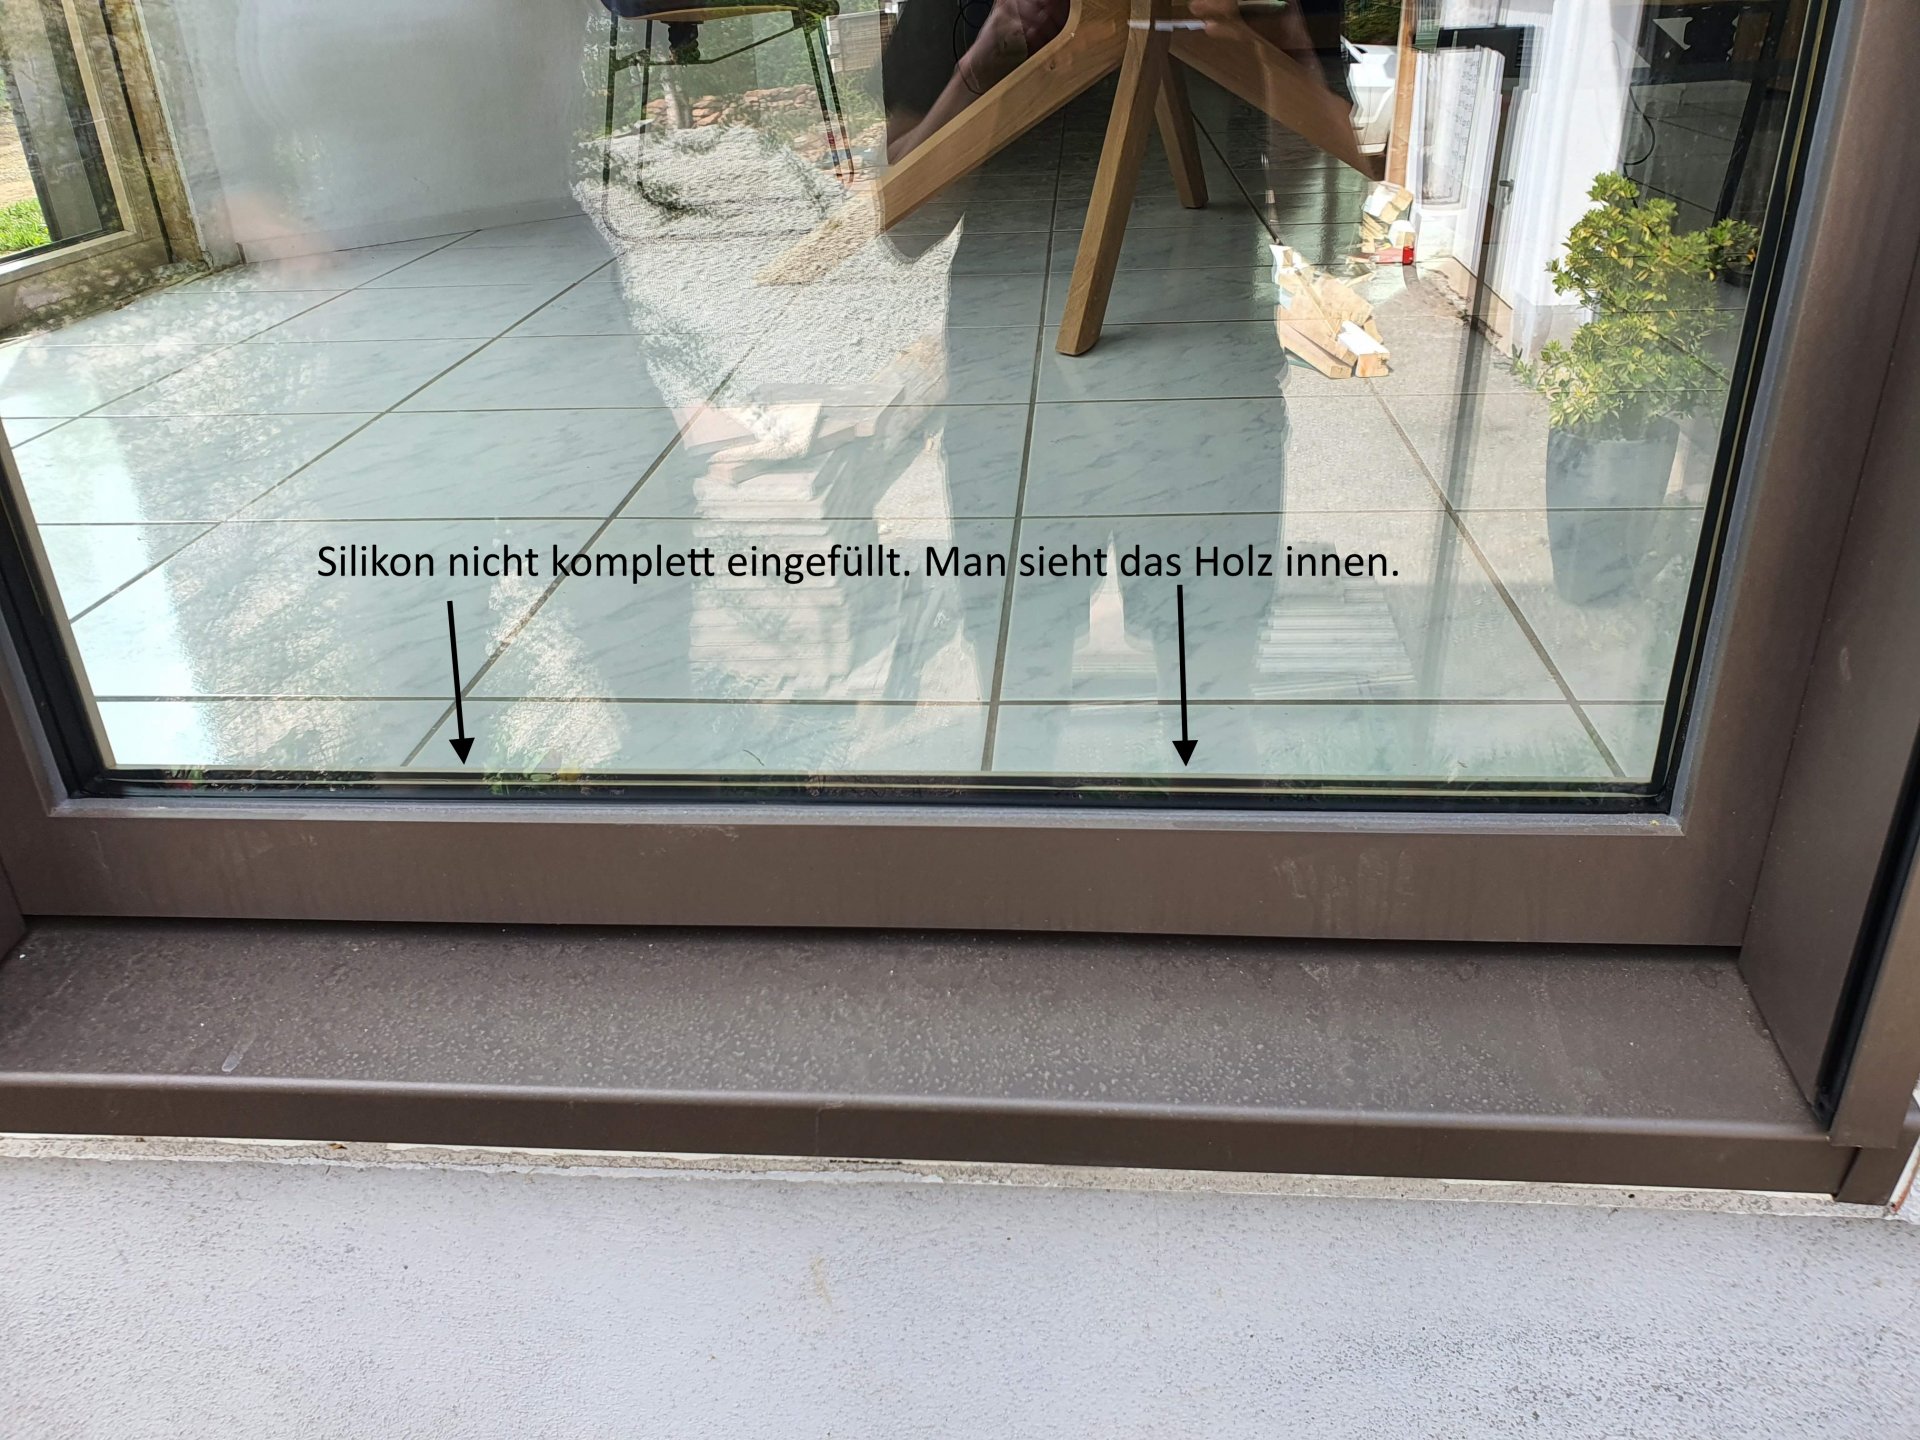 Silikon nicht komplett eingefüllt. Man sieht das Holz innen.